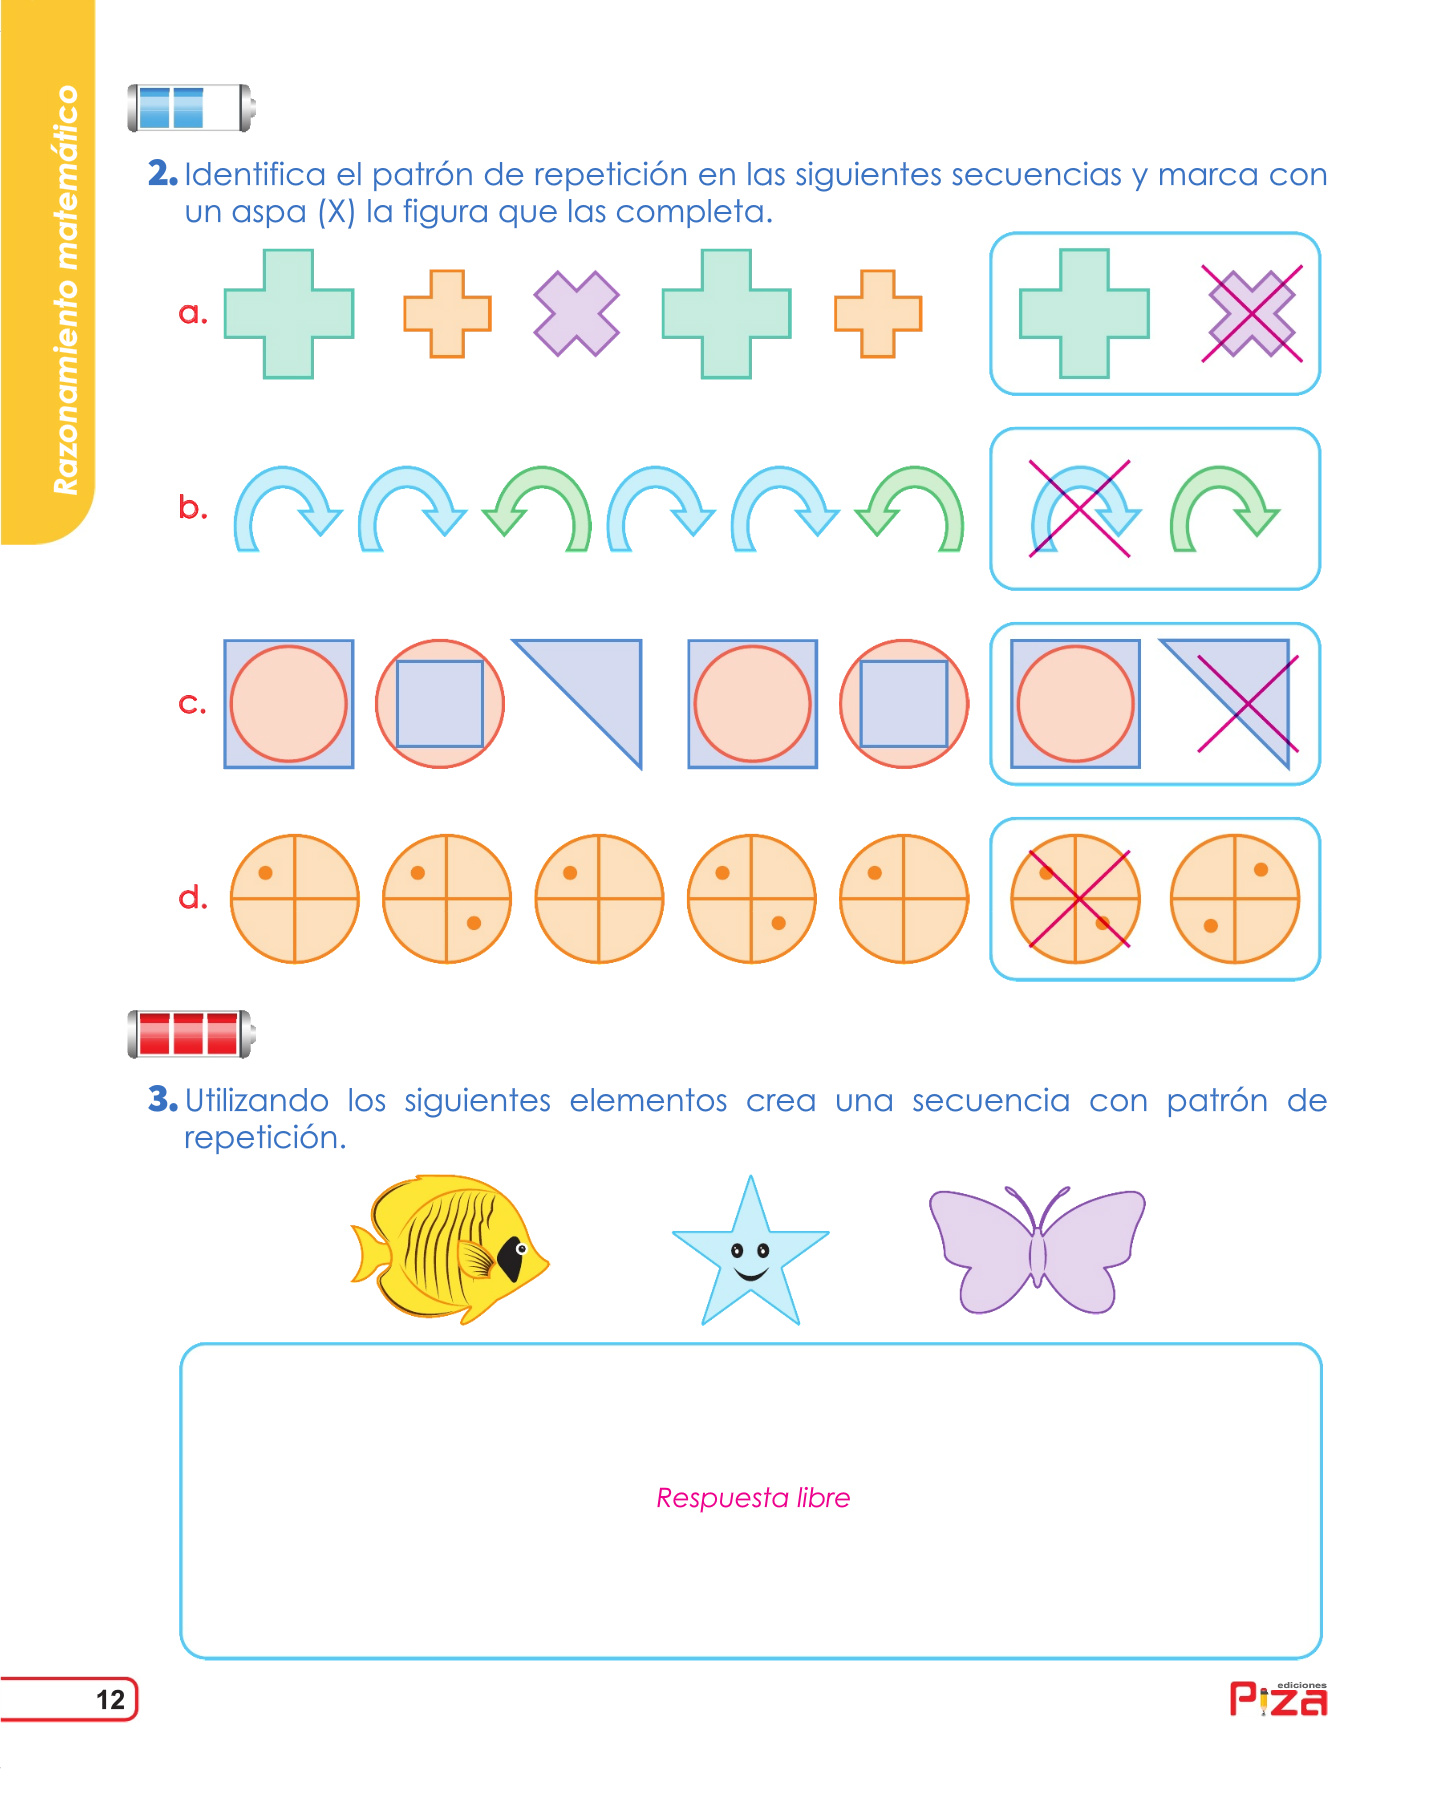 Razonamiento matemático
2. Identifica el patrón de repetición en las siguientes secuencias y marca con
un aspa (X) la figura que las completa.
a.
b.
c.
d.
3. Utilizando los siguientes elementos crea una secuencia con patrón de
repetición.
Respuesta libre
12
ediciones
Piza